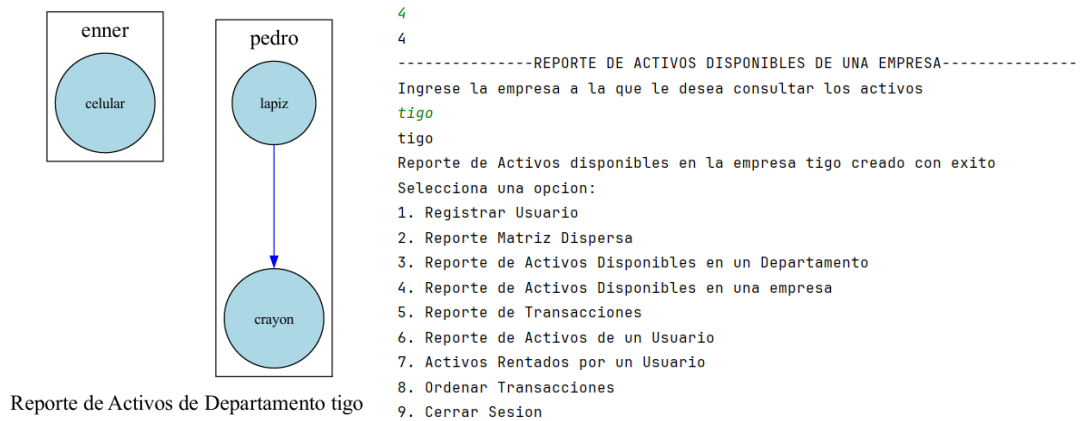 enner
celular
pedro
lapiz
crayon
Reporte de Activos de Departamento tigo
4
4
---------------REPORTE DE ACTIVOS DISPONIBLES DE UNA EMPRESA---------------
Ingrese la empresa a la que le desea consultar los activos
tigo
tigo
Reporte de Activos disponibles en la empresa tigo creado con exito
Selecciona una opcion:
1. Registrar Usuario
2. Reporte Matriz Dispersa
3. Reporte de Activos Disponibles en un Departamento
4. Reporte de Activos Disponibles en una empresa
5. Reporte de Transacciones
6. Reporte de Activos de un Usuario
7. Activos Rentados por un Usuario
8. Ordenar Transacciones
9. Cerrar Sesion